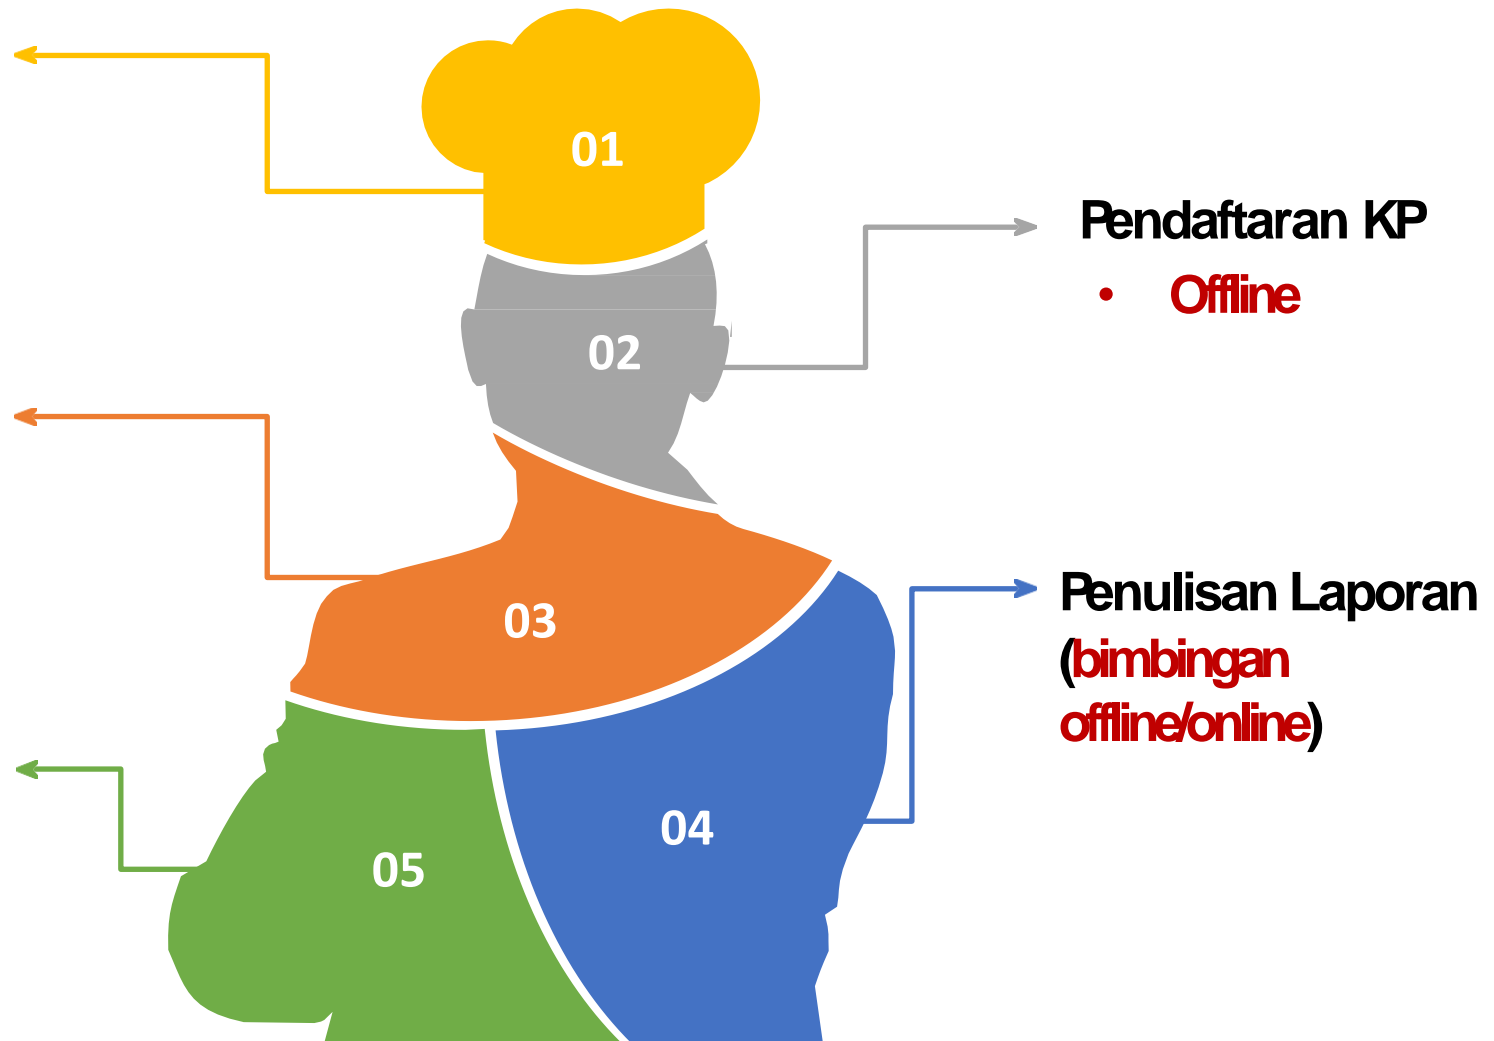 01
Pendaftaran KP
• Offline
02
03
Penulisan Laporan
(bimbingan
offline/online)
04
05